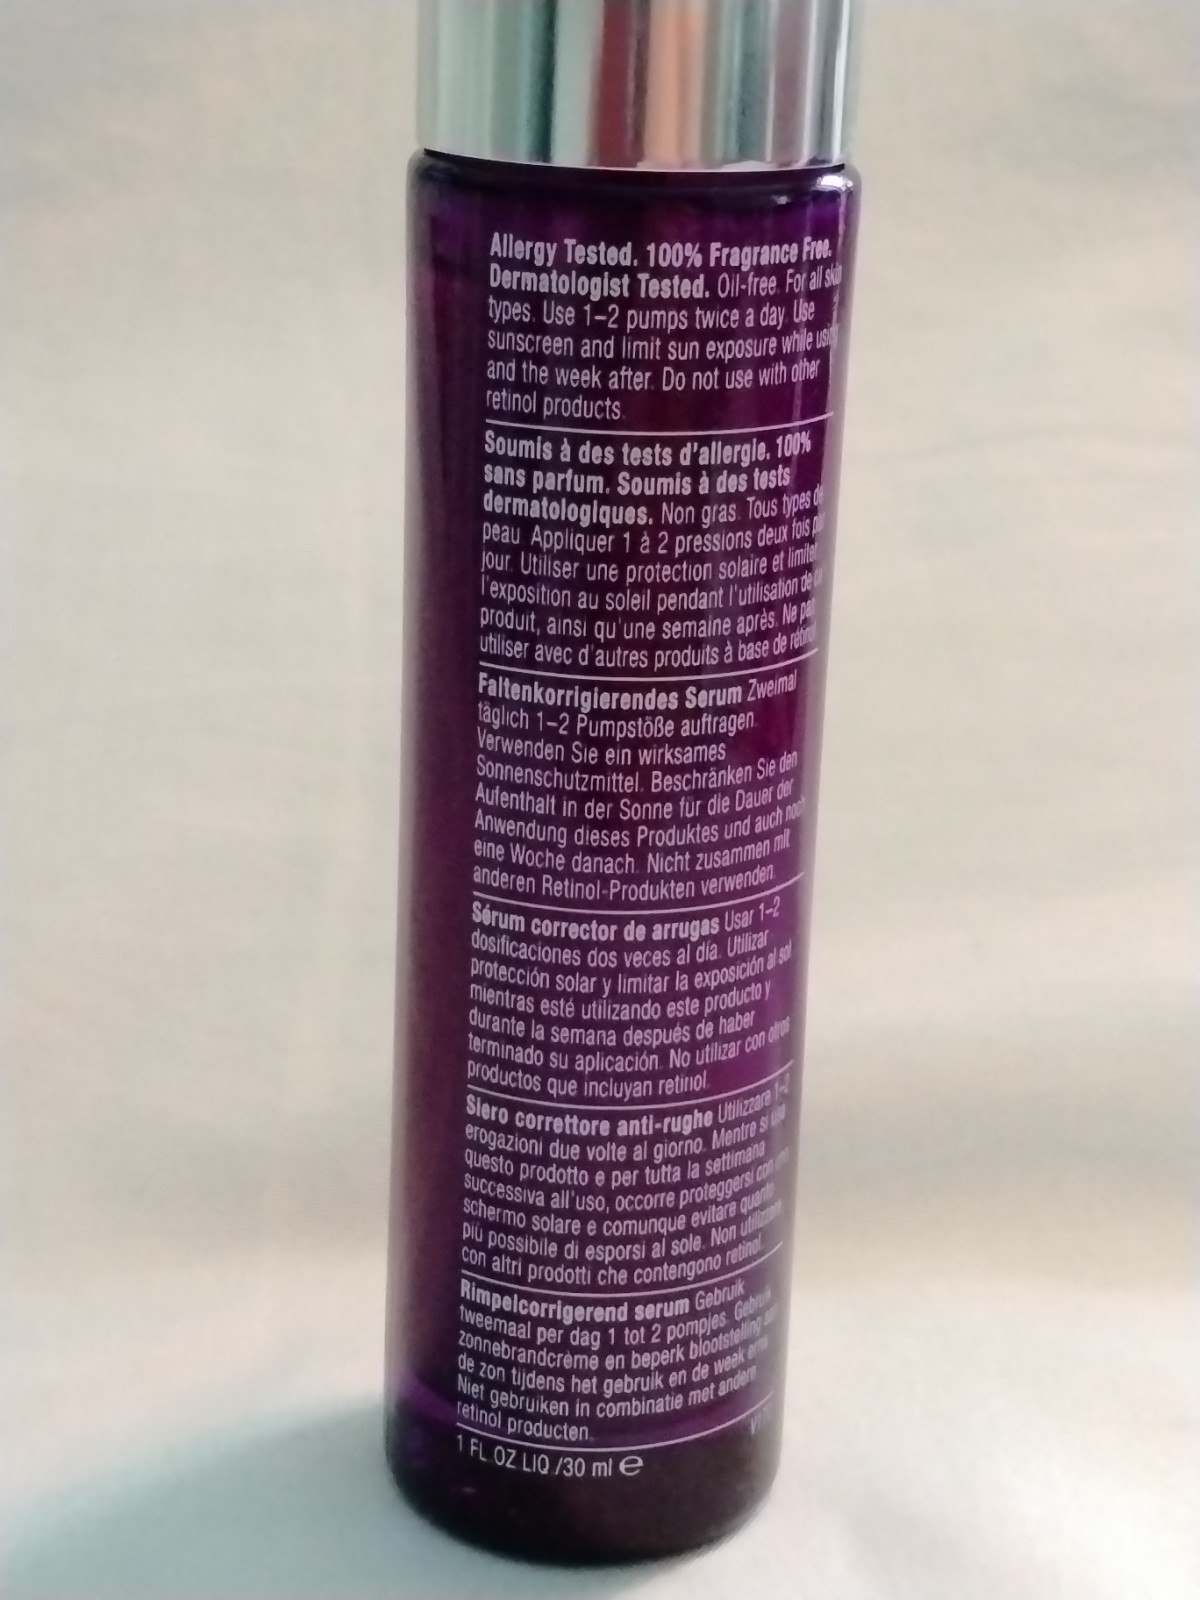 Allergy Tested. 100% Fragrance Free.
Dermatologist Tested. Oil-free. For all skin
types. Use 1–2 pumps twice a day. Use
sunscreen and limit sun exposure while using
and the week after. Do not use with other
retinol products.
Soumis à des tests d'allergie. 100%
sans parfum. Soumis à des tests
dermatologiques. Non gras. Tous types de
peau. Appliquer 1 à 2 pressions deux fois par
jour. Utiliser une protection solaire et limiter
l'exposition au soleil pendant l'utilisation de ce
produit, ainsi qu'une semaine après. Ne pas
utiliser avec d'autres produits à base de rétinol.
Faltenkorrigierendes Serum Zweimal
täglich 1–2 Pumpstöße auftragen.
Verwenden Sie ein wirksames
Sonnenschutzmittel. Beschränken Sie den
Aufenthalt in der Sonne für die Dauer der
Anwendung dieses Produktes und auch noch
eine Woche danach. Nicht zusammen mit
anderen Retinol-Produkten verwenden.
Sérum corrector de arrugas Usar 1–2
dosificaciones dos veces al día. Utilizar
protección solar y limitar la exposición al sol
mientras esté utilizando este producto y
durante la semana después de haber
terminado su aplicación. No utilizar con otros
productos que incluyan retinol.
Siero correttore anti-rughe Utilizzare 1–2
erogazioni due volte al giorno. Mentre si usa
questo prodotto e per tutta la settimana
successiva all'uso, occorre proteggersi con uno
schermo solare e comunque evitare quanto
più possibile di esporsi al sole. Non utilizzare
con altri prodotti che contengono retinol.
Rimpelcorrigerend serum Gebruik
tweemaal per dag 1 tot 2 pompjes. Gebruik
zonnebrandcrème en beperk blootstelling aan
de zon tijdens het gebruik en de week erna.
Niet gebruiken in combinatie met andere
retinol producten.
1 FL.OZ.LIQ./30 ml e